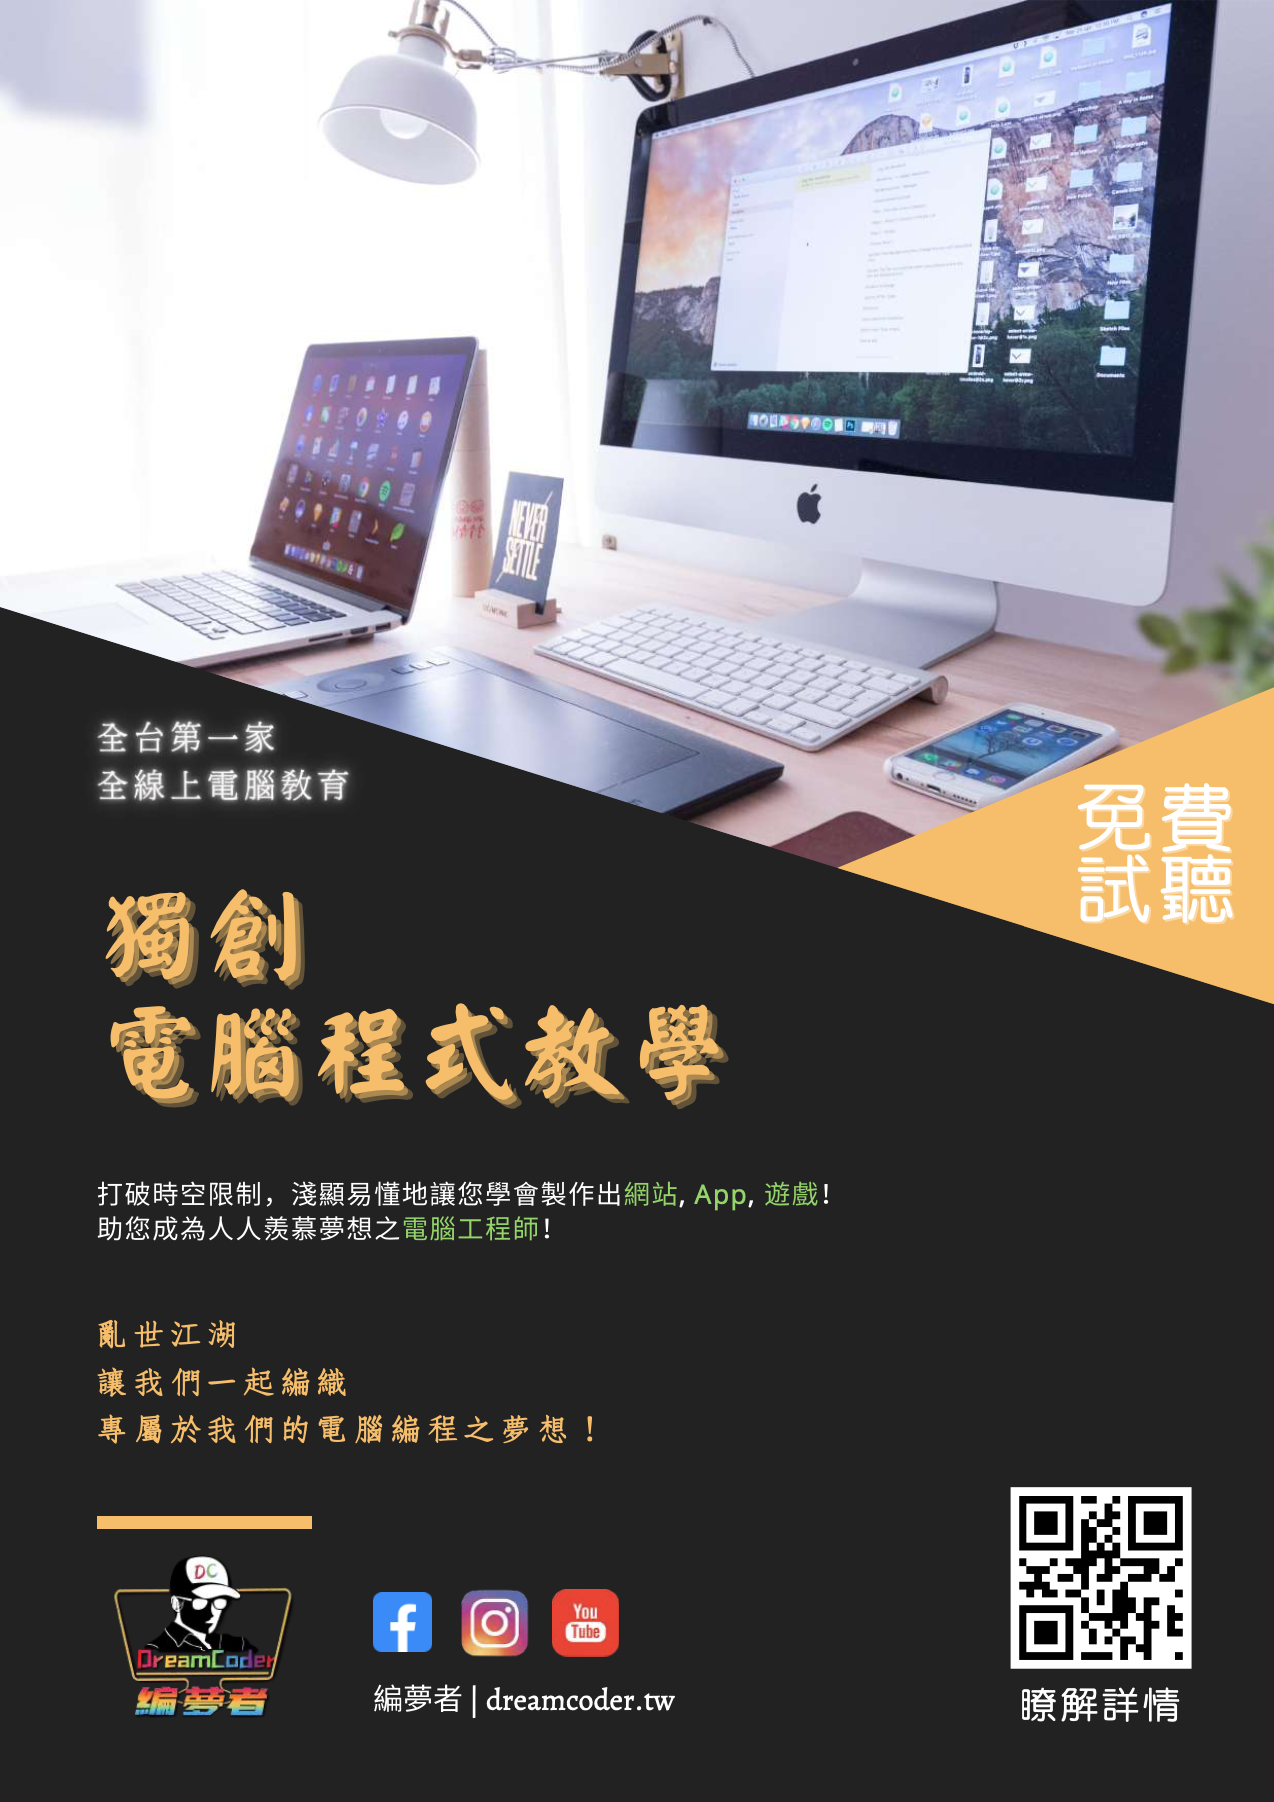 NEVER
SETTLE
全台第一家
全線上電腦教育
免費
試聽
獨創
電腦程式教學
打破時空限制，淺顯易懂地讓您學會製作出網站, App, 遊戲！
助您成為人人羨慕夢想之電腦工程師！
亂世江湖
讓我們一起編織
專屬於我們的電腦編程之夢想！
DC
DreamCoder
編夢者
You
Tube
編夢者 | dreamcoder.tw
瞭解詳情